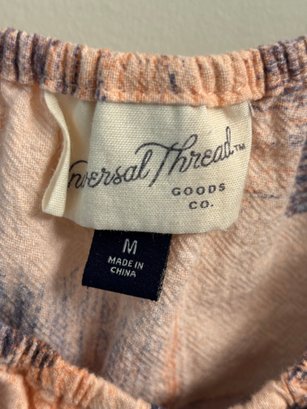 niversal Thread™
GOODS
CO.
M
MADE IN
CHINA